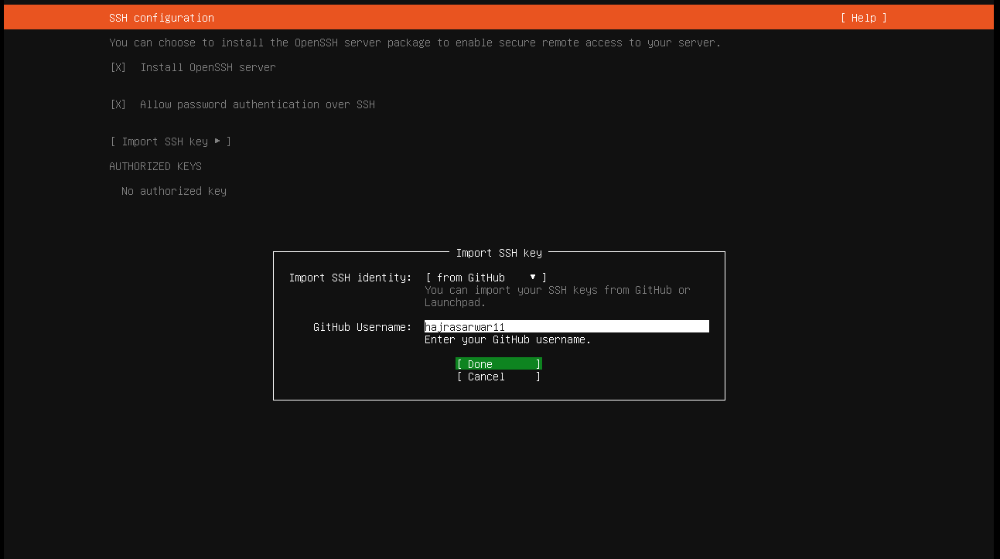 SSH configuration [ Help ]
You can choose to install the OpenSSH server package to enable secure remote access to your server.
[X] Install OpenSSH server
[X] Allow password authentication over SSH
[ Import SSH key ► ]
AUTHORIZED KEYS
No authorized key
Import SSH key
Import SSH identity: [ from GitHub ▼ ]
You can import your SSH keys from GitHub or
Launchpad.
GitHub Username: hajrasarwar11
Enter your GitHub username.
[ Done ]
[ Cancel ]